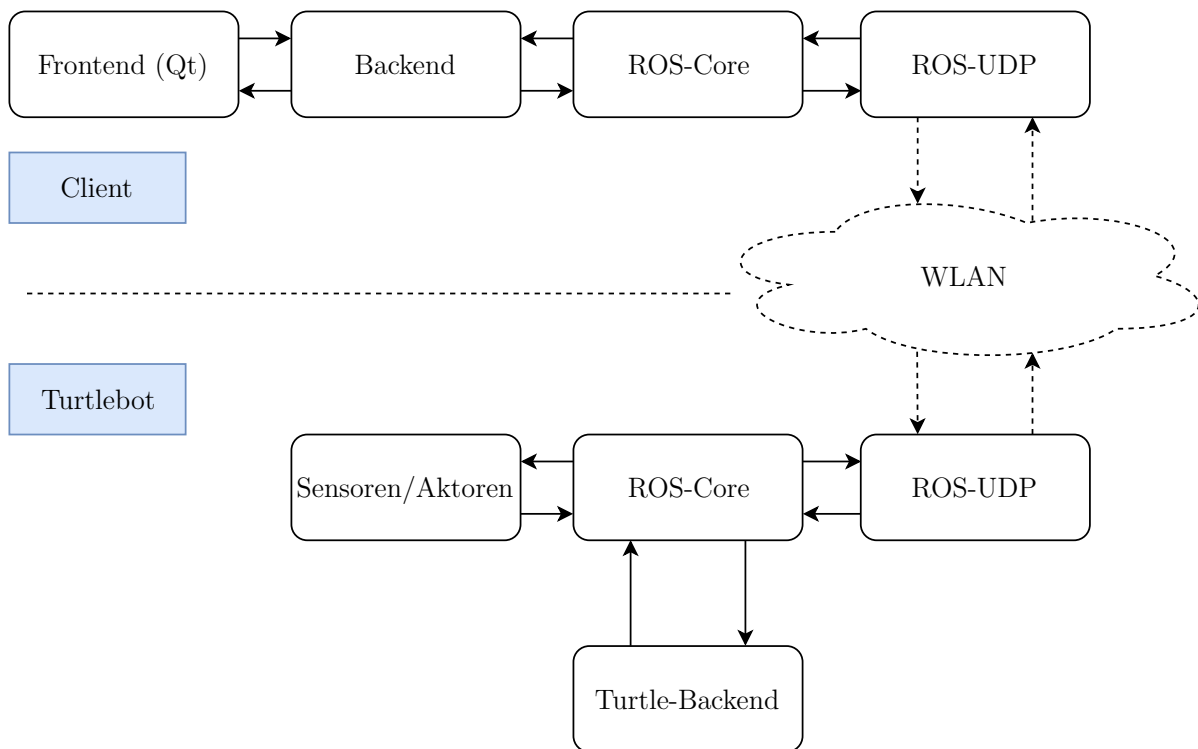 Frontend (Qt)
Backend
ROS-Core
ROS-UDP
Client
WLAN
Turtlebot
Sensoren/Aktoren
ROS-Core
ROS-UDP
Turtle-Backend